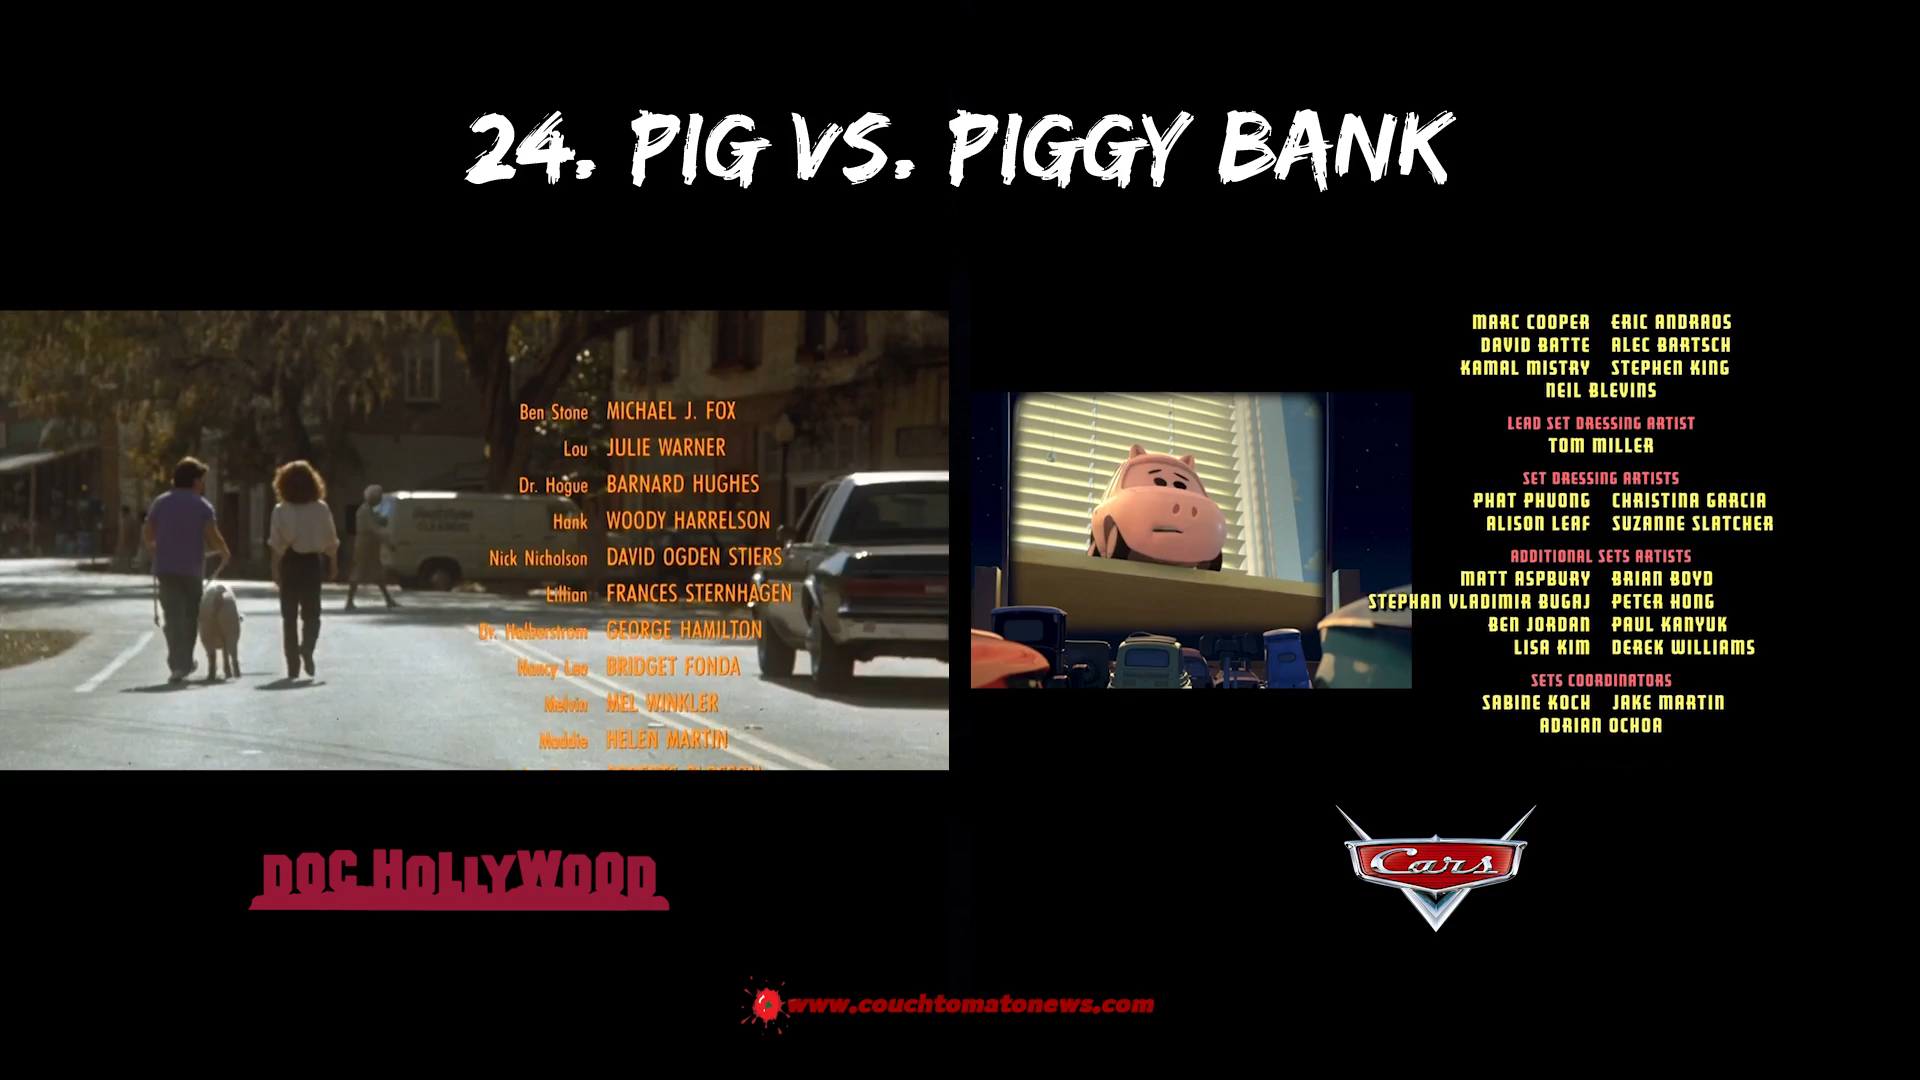 24. PIG VS. PIGGY BANK
Ben Stone MICHAEL J. FOX
Lou JULIE WARNER
Dr. Hogue BARNARD HUGHES
Hank WOODY HARRELSON
Nick Nicholson DAVID OGDEN STIERS
Lillian FRANCES STERNHAGEN
Dr. Halberstrom GEORGE HAMILTON
Nancy Lee BRIDGET FONDA
Melvin MEL WINKLER
Maddie HELEN MARTIN
MARC COOPER ERIC ANDRAOS
DAVID BATTE ALEC BARTSCH
KAMAL MISTRY STEPHEN KING
NEIL BLEVINS
LEAD SET DRESSING ARTIST
TOM MILLER
SET DRESSING ARTISTS
PHAT PHUONG CHRISTINA GARCIA
ALISON LEAF SUZANNE SLATCHER
ADDITIONAL SETS ARTISTS
MATT ASPBURY BRIAN BOYD
STEPHAN VLADIMIR BUGAJ PETER HONG
BEN JORDAN PAUL KANYUK
LISA KIM DEREK WILLIAMS
SETS COORDINATORS
SABINE KOCH JAKE MARTIN
ADRIAN OCHOA
DOC HOLLYWOOD
Cars
www.couchtomatonews.com